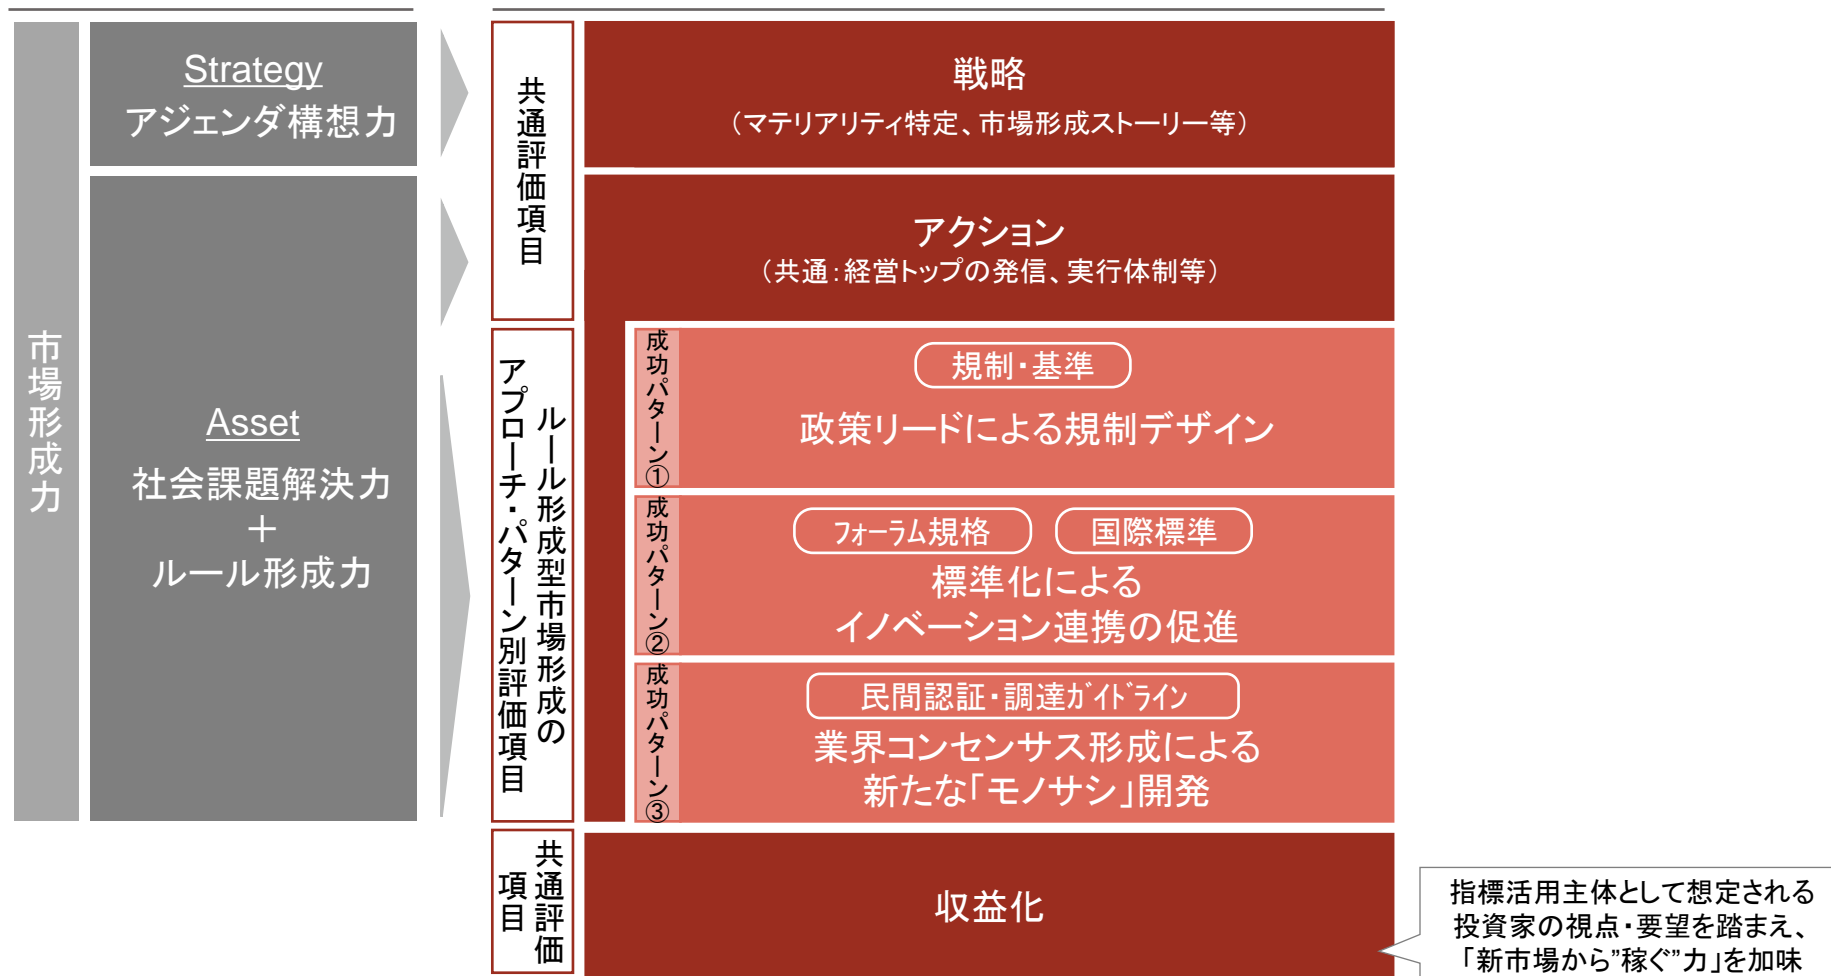 市場形成力
Strategy
アジェンダ構想力
Asset
社会課題解決力
＋
ルール形成力
共通評価項目
戦略
（マテリアリティ特定、市場形成ストーリー等）
アクション
（共通：経営トップの発信、実行体制等）
ルール形成型市場形成の
アプローチ・パターン別評価項目
成功パターン①
規制・基準
政策リードによる規制デザイン
成功パターン②
フォーラム規格
国際標準
標準化による
イノベーション連携の促進
成功パターン③
民間認証・調達ｶﾞｲﾄﾞﾗｲﾝ
業界コンセンサス形成による
新たな「モノサシ」開発
共通評価
項目
収益化
指標活用主体として想定される
投資家の視点・要望を踏まえ、
「新市場から”稼ぐ”力」を加味